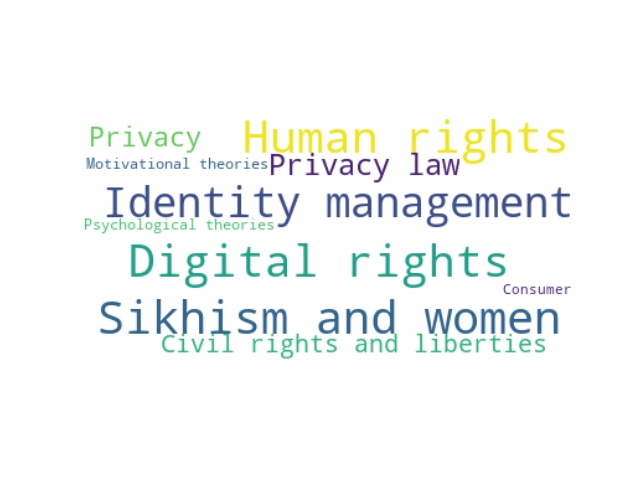 Privacy
Human rights
Motivational theories
Privacy law
Identity management
Psychological theories
Digital rights
Consumer
Sikhism and women
Civil rights and liberties